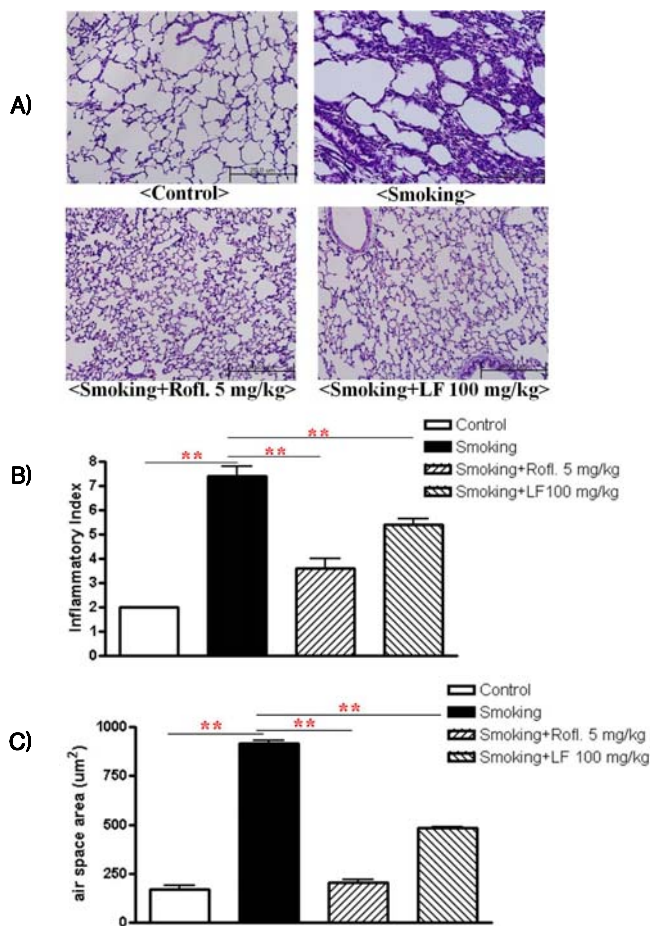 A)
<Control>
<Smoking>
<Smoking+Rofl. 5 mg/kg>
<Smoking+LF 100 mg/kg>
B)
Control
Smoking
Smoking+Rofl. 5 mg/kg
Smoking+LF100 mg/kg
**
**
**
Inflammatory Index
8
7
6
5
4
3
2
1
0
C)
Control
Smoking
Smoking+Rofl. 5 mg/kg
Smoking+LF 100 mg/kg
**
**
**
air space area (um²)
1000
750
500
250
0